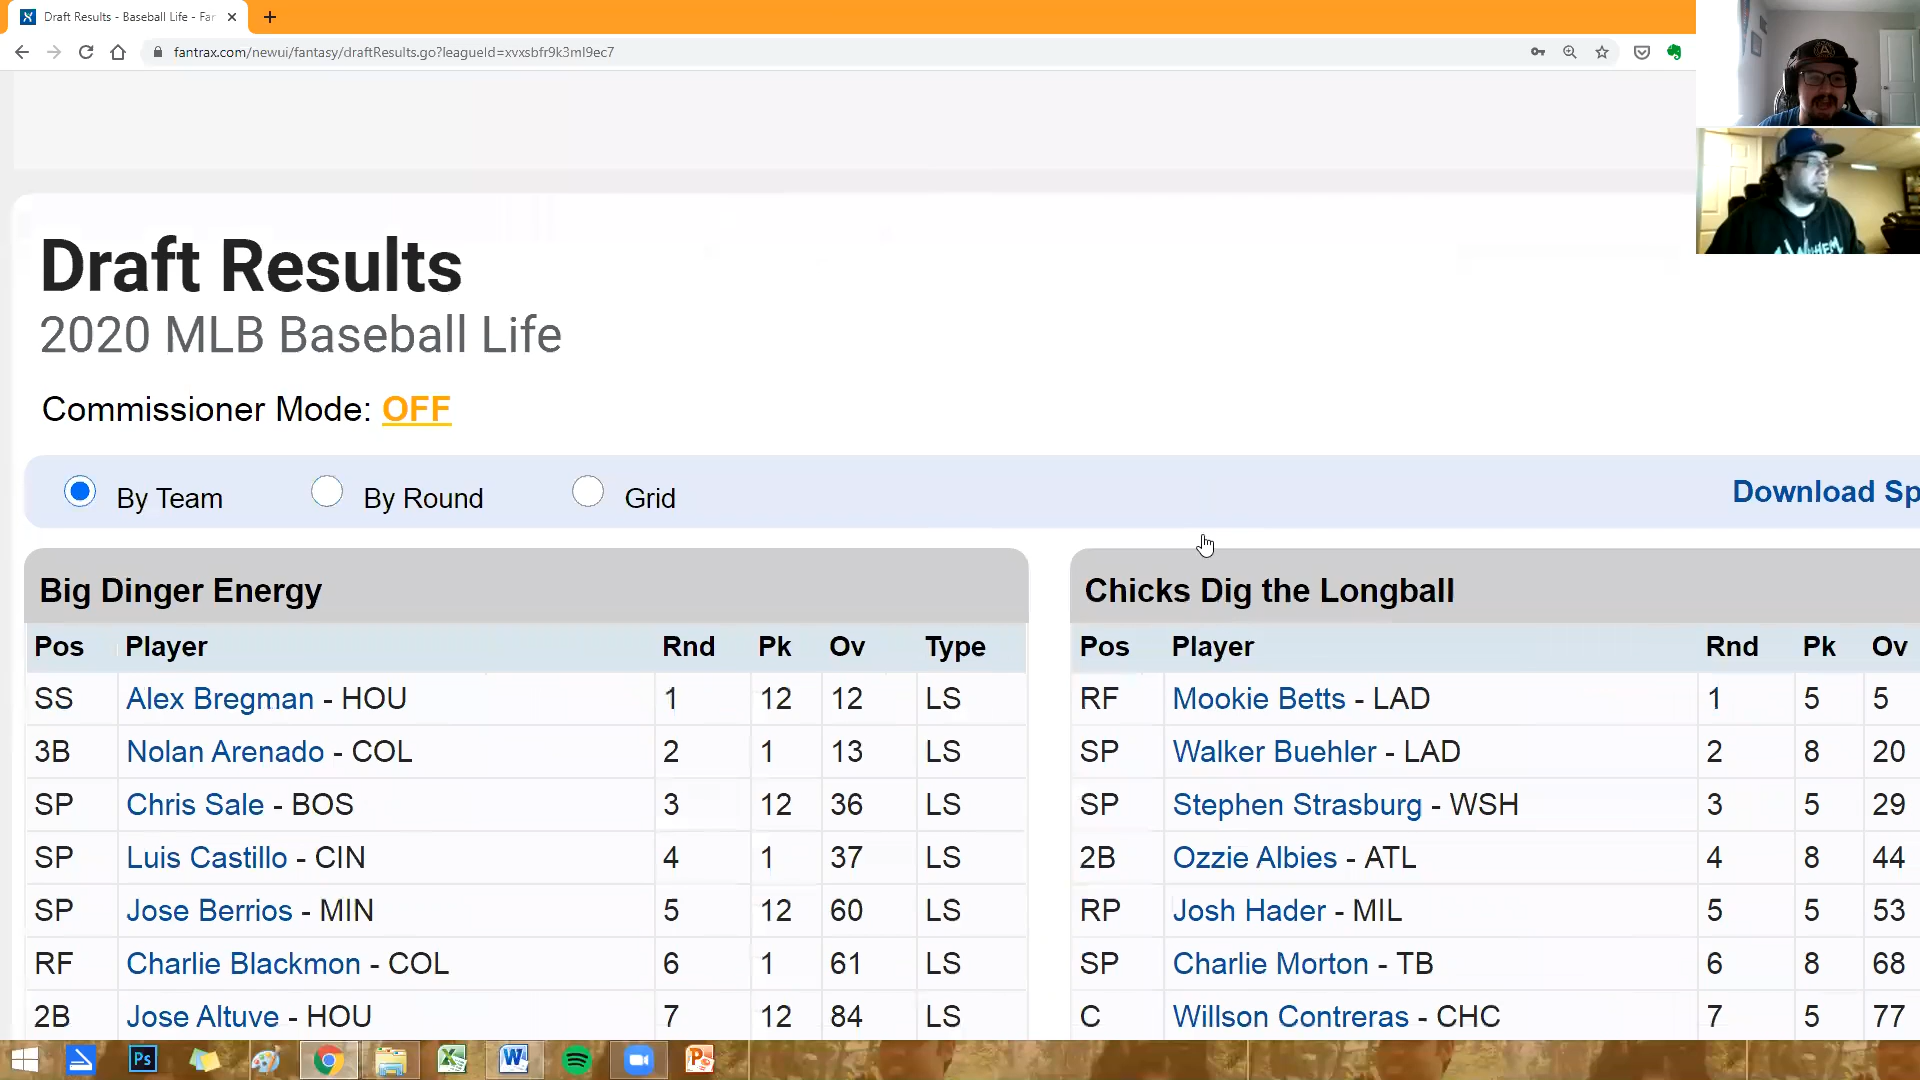 Draft Results - Baseball Life - Far
fantrax.com/newui/fantasy/draftResults.go?leagueId=xvxsbfr9k3ml9ec7
Draft Results
2020 MLB Baseball Life
Commissioner Mode: OFF
By Team By Round Grid Download Sp
Big Dinger Energy
Pos Player Rnd Pk Ov Type
SS Alex Bregman - HOU 1 12 12 LS
3B Nolan Arenado - COL 2 1 13 LS
SP Chris Sale - BOS 3 12 36 LS
SP Luis Castillo - CIN 4 1 37 LS
SP Jose Berrios - MIN 5 12 60 LS
RF Charlie Blackmon - COL 6 1 61 LS
2B Jose Altuve - HOU 7 12 84 LS
Chicks Dig the Longball
Pos Player Rnd Pk Ov
RF Mookie Betts - LAD 1 5 5
SP Walker Buehler - LAD 2 8 20
SP Stephen Strasburg - WSH 3 5 29
2B Ozzie Albies - ATL 4 8 44
RP Josh Hader - MIL 5 5 53
SP Charlie Morton - TB 6 8 68
C Willson Contreras - CHC 7 5 77
Ps